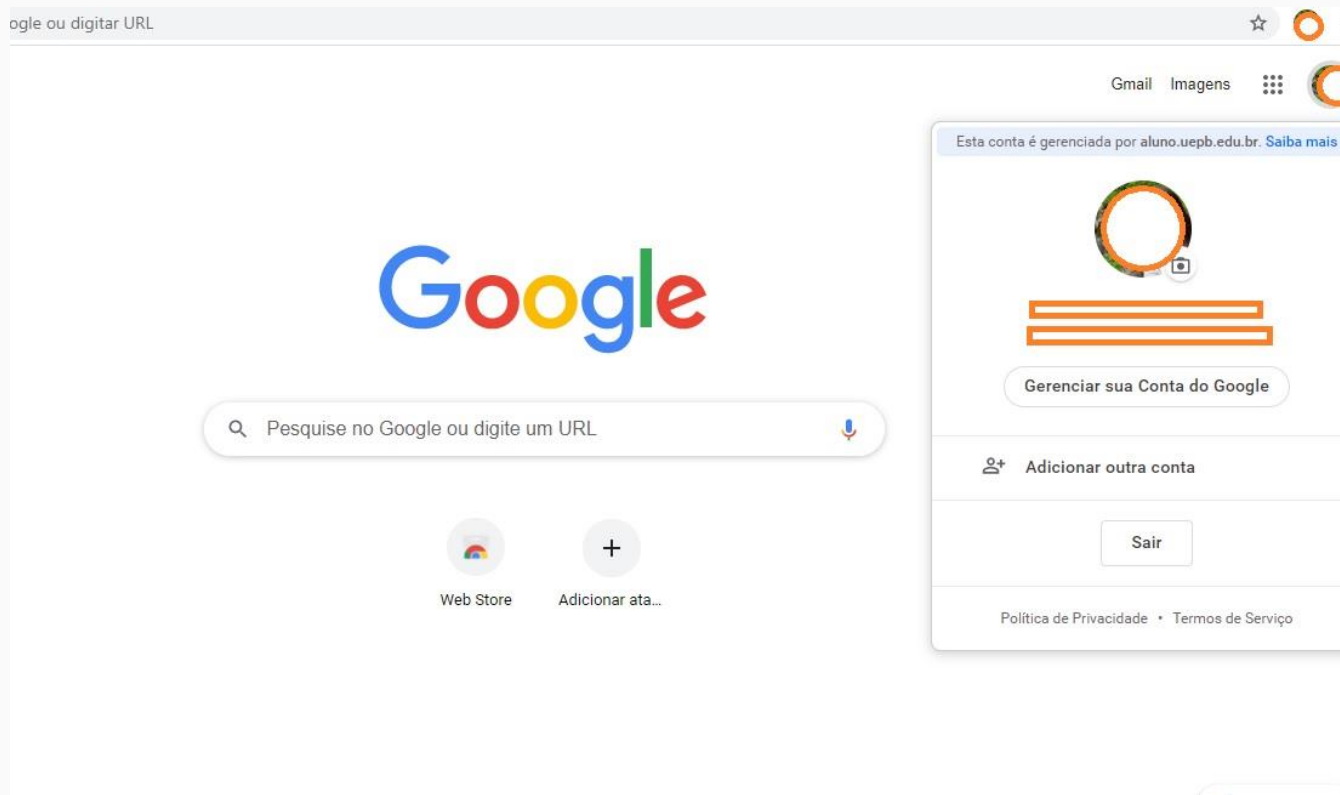 ogle ou digitar URL
Gmail Imagens
Esta conta é gerenciada por aluno.uepb.edu.br. Saiba mais
Google
Gerenciar sua Conta do Google
Pesquise no Google ou digite um URL
Adicionar outra conta
Sair
Web Store Adicionar ata...
Política de Privacidade • Termos de Serviço